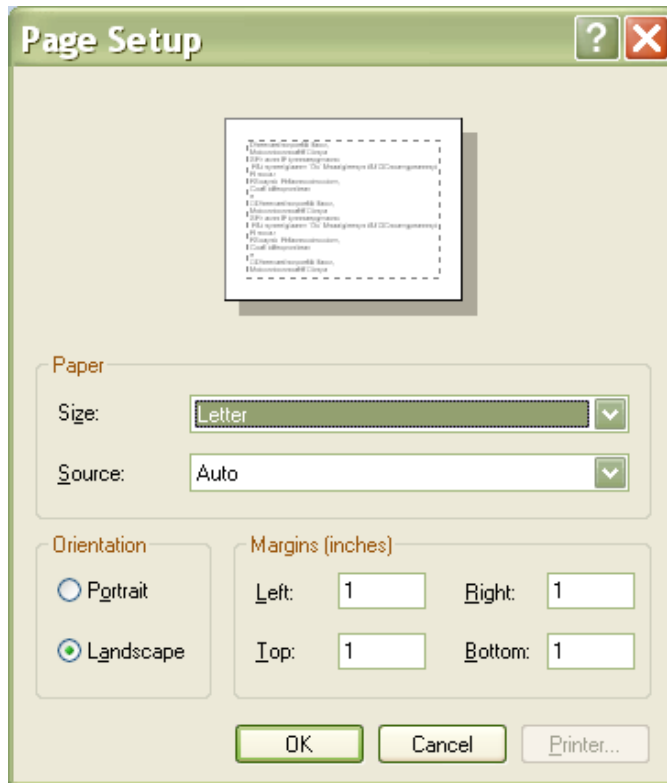 Page Setup
Paper
Size: Letter
Source: Auto
Orientation
Portrait
Landscape
Margins (inches)
Left: 1 Right: 1
Top: 1 Bottom: 1
OK Cancel Printer...